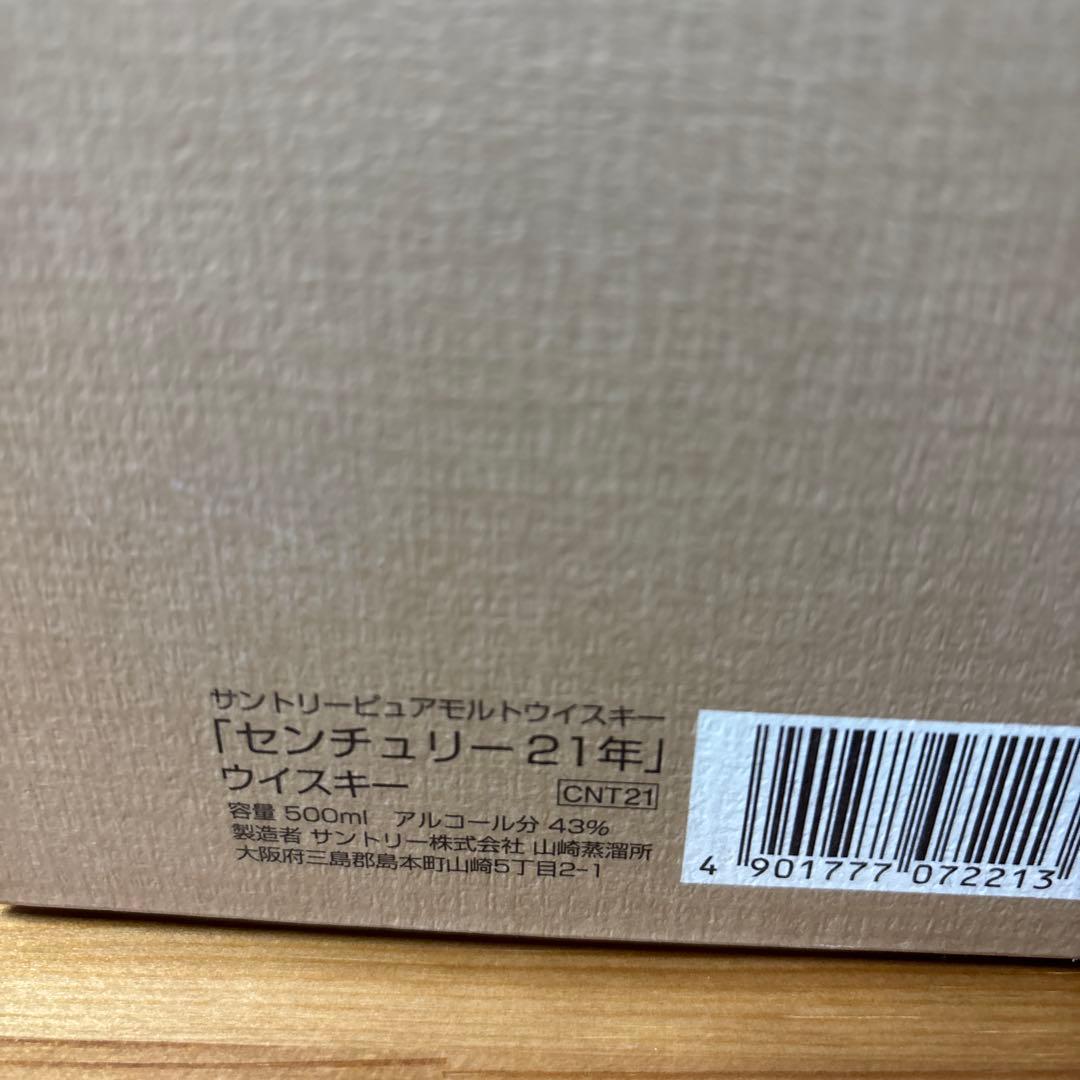 サントリーピュアモルトウイスキー
「センチュリー21年」
ウイスキー CNT21
容量 500ml アルコール分 43%
製造者 サントリー株式会社 山崎蒸溜所
大阪府三島郡島本町山崎5丁目2-1
4 901777 072213